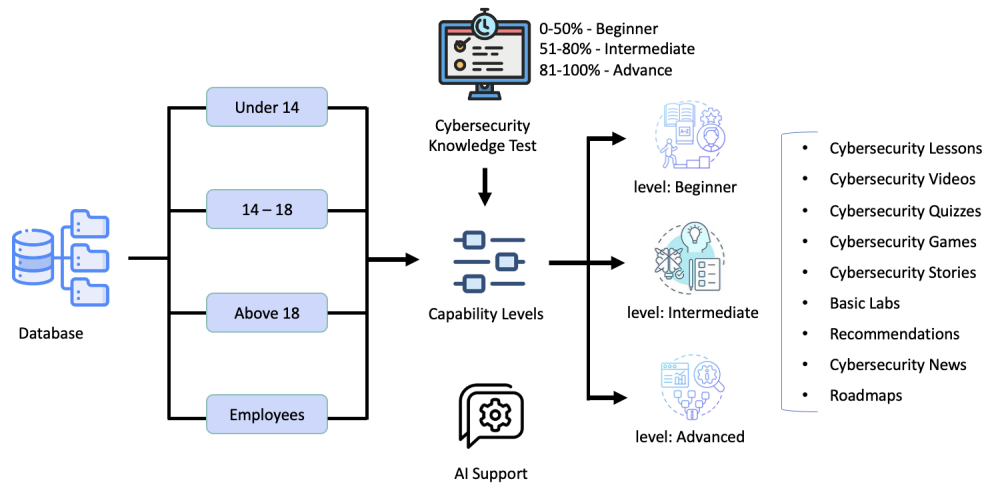 0-50% - Beginner
51-80% - Intermediate
81-100% - Advance
Cybersecurity
Knowledge Test
Under 14
14 – 18
Above 18
Employees
Database
Capability Levels
AI Support
level: Beginner
level: Intermediate
level: Advanced
• Cybersecurity Lessons
• Cybersecurity Videos
• Cybersecurity Quizzes
• Cybersecurity Games
• Cybersecurity Stories
• Basic Labs
• Recommendations
• Cybersecurity News
• Roadmaps